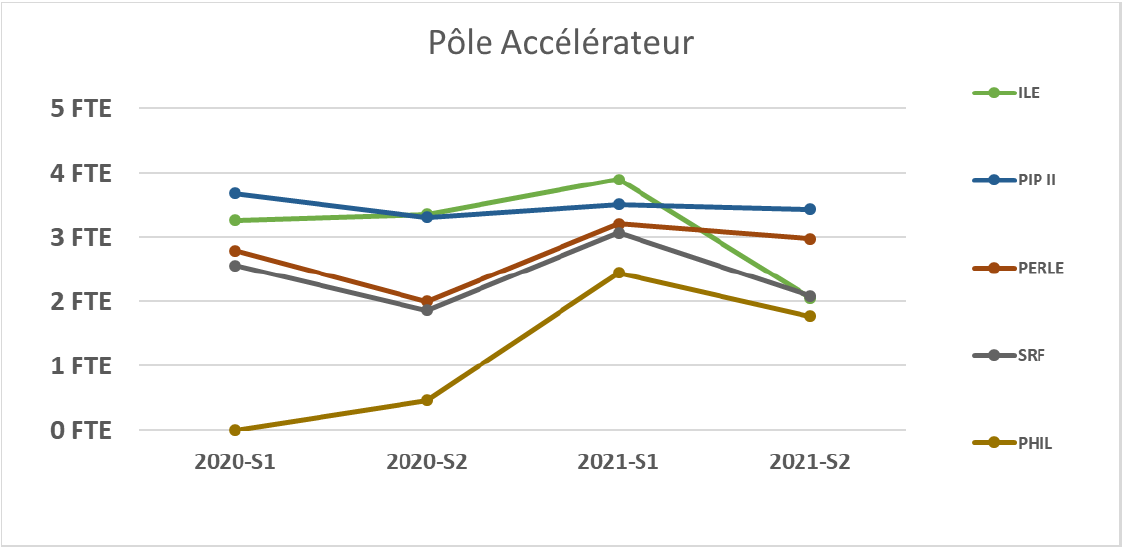 Pôle Accélérateur
5 FTE
4 FTE
3 FTE
2 FTE
1 FTE
0 FTE
2020-S1 2020-S2 2021-S1 2021-S2
ILE
PIP II
PERLE
SRF
PHIL